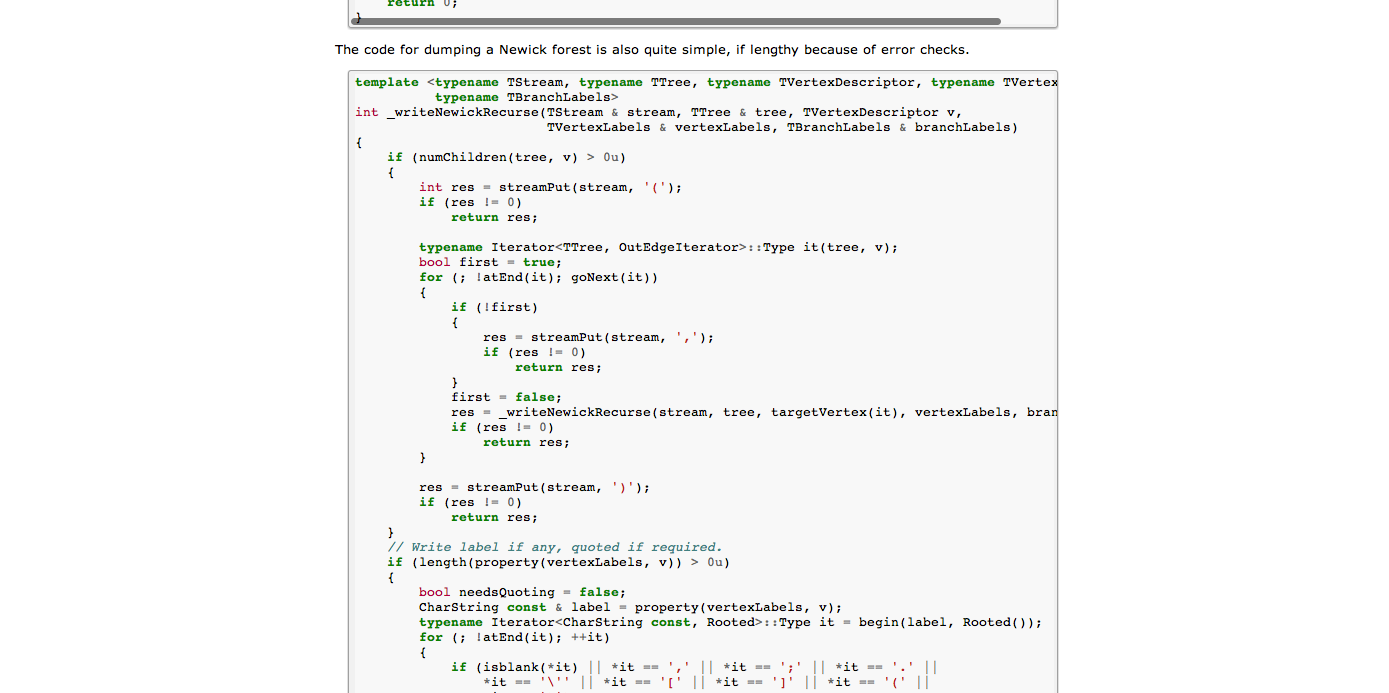 return 0;
}
The code for dumping a Newick forest is also quite simple, if lengthy because of error checks.
template <typename TStream, typename TTree, typename TVertexDescriptor, typename TVertex
typename TBranchLabels>
int _writeNewickRecurse(TStream & stream, TTree & tree, TVertexDescriptor v,
TVertexLabels & vertexLabels, TBranchLabels & branchLabels)
{
if (numChildren(tree, v) > 0u)
{
int res = streamPut(stream, '(');
if (res != 0)
return res;
typename Iterator<TTree, OutEdgeIterator>::Type it(tree, v);
bool first = true;
for (; !atEnd(it); goNext(it))
{
if (!first)
{
res = streamPut(stream, ',');
if (res != 0)
return res;
}
first = false;
res = _writeNewickRecurse(stream, tree, targetVertex(it), vertexLabels, bran
if (res != 0)
return res;
}
res = streamPut(stream, ')');
if (res != 0)
return res;
}
// Write label if any, quoted if required.
if (length(property(vertexLabels, v)) > 0u)
{
bool needsQuoting = false;
CharString const & label = property(vertexLabels, v);
typename Iterator<CharString const, Rooted>::Type it = begin(label, Rooted());
for (; !atEnd(it); ++it)
{
if (isblank(*it) || *it == ',' || *it == ';' || *it == '.' ||
*it == '\'' || *it == '[' || *it == ']' || *it == '(' ||